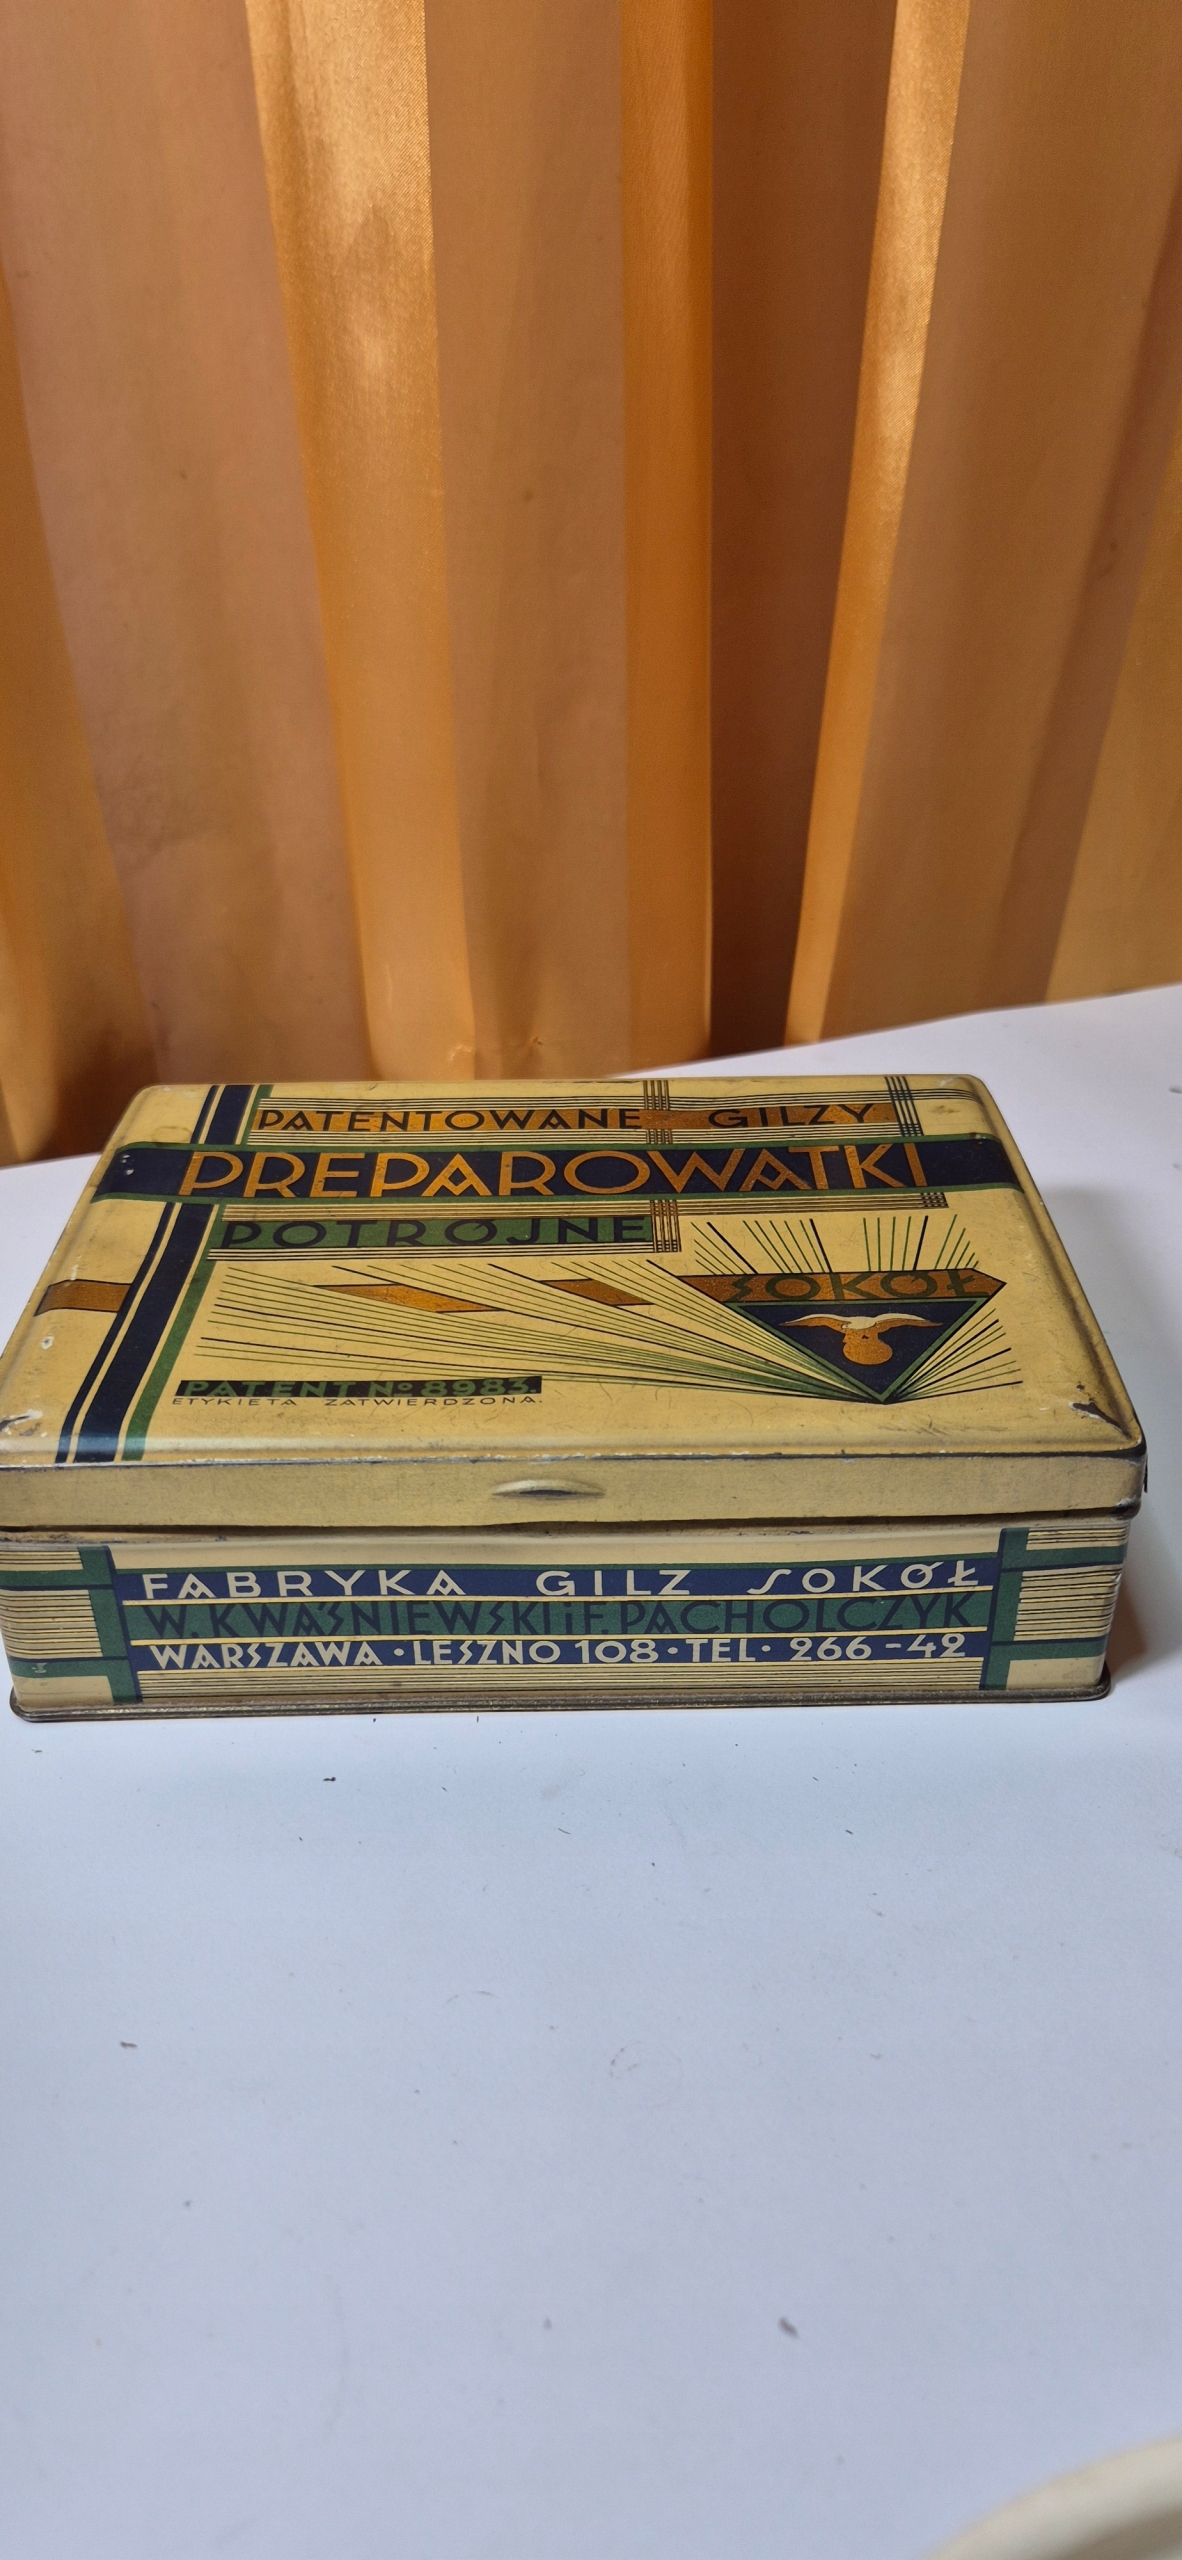 PATENTOWANE GILZY
PREPAROWATKI
POTRÓJNE
SOKÓŁ
PATENT No 8983.
ETYKIETA ZATWIERDZONA.
FABRYKA GILZ SOKÓŁ
W. KWAŚNIEWSKI i F. PACHOLCZYK
WARSZAWA • LESZNO 108 • TEL • 266-42